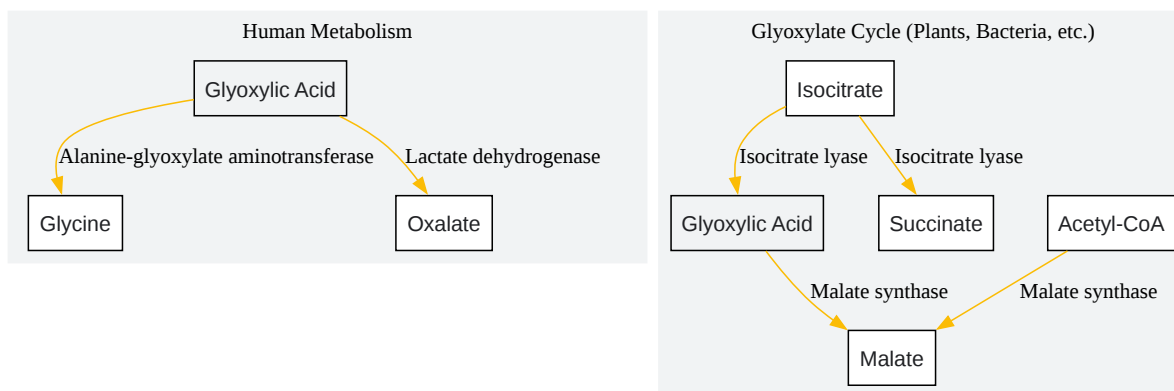 Human Metabolism
Glyoxylic Acid
Alanine-glyoxylate aminotransferase
Lactate dehydrogenase
Glycine
Oxalate
Glyoxylate Cycle (Plants, Bacteria, etc.)
Isocitrate
Isocitrate lyase
Isocitrate lyase
Glyoxylic Acid
Succinate
Acetyl-CoA
Malate synthase
Malate synthase
Malate